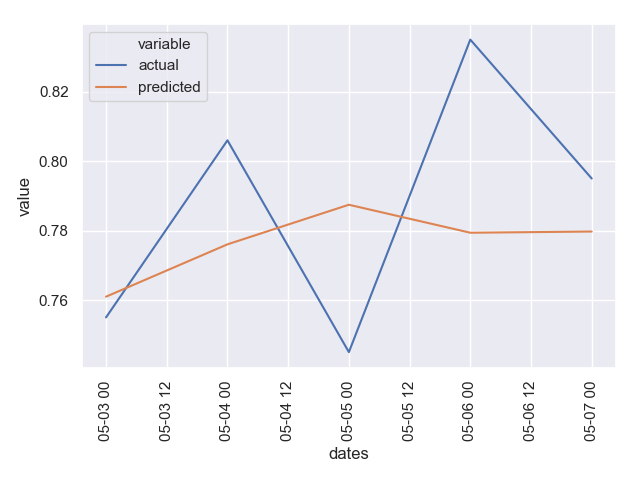 variable
actual
predicted
value
0.82
0.80
0.78
0.76
05-03 00
05-03 12
05-04 00
05-04 12
05-05 00
05-05 12
05-06 00
05-06 12
05-07 00
dates